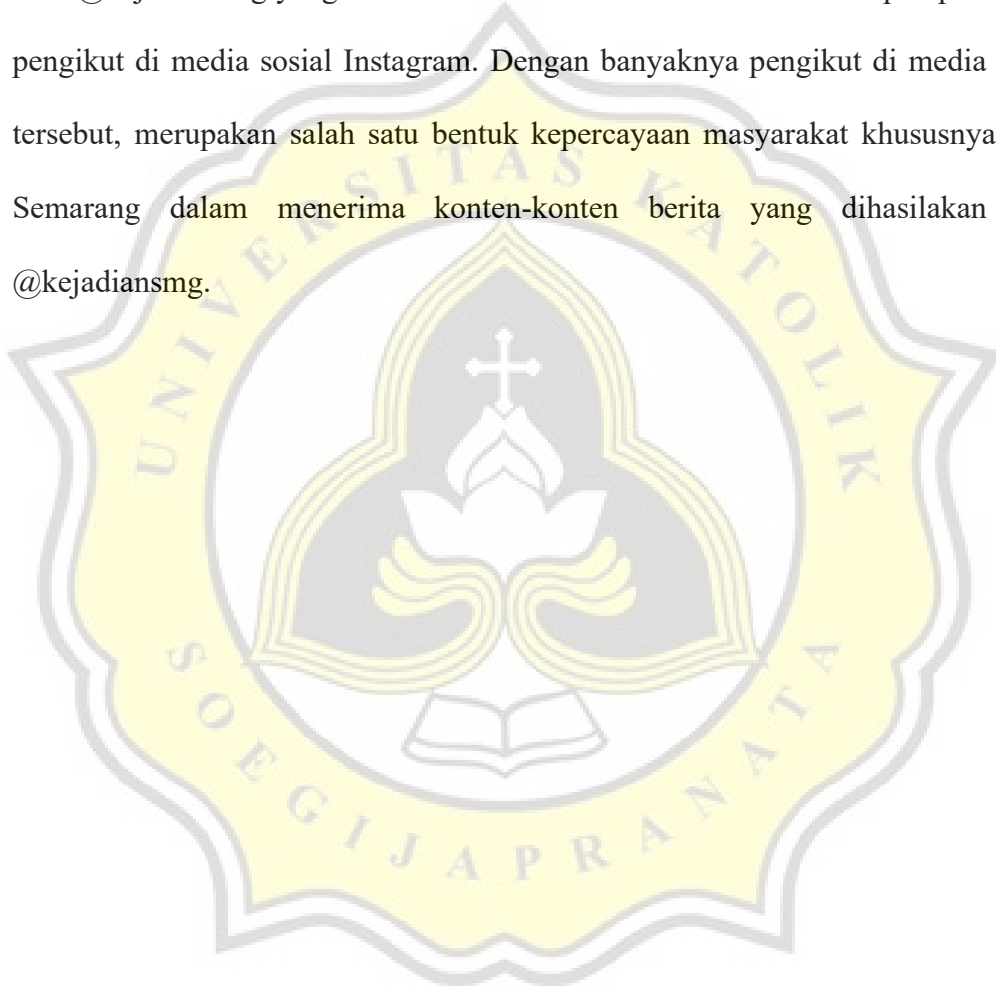 pengikut di media sosial Instagram. Dengan banyaknya pengikut di media
tersebut, merupakan salah satu bentuk kepercayaan masyarakat khususnya
Semarang dalam menerima konten-konten berita yang dihasilakan
@kejadiansmg.
UNIVERSITAS KATOLIK
SOEGIJAPRANATA